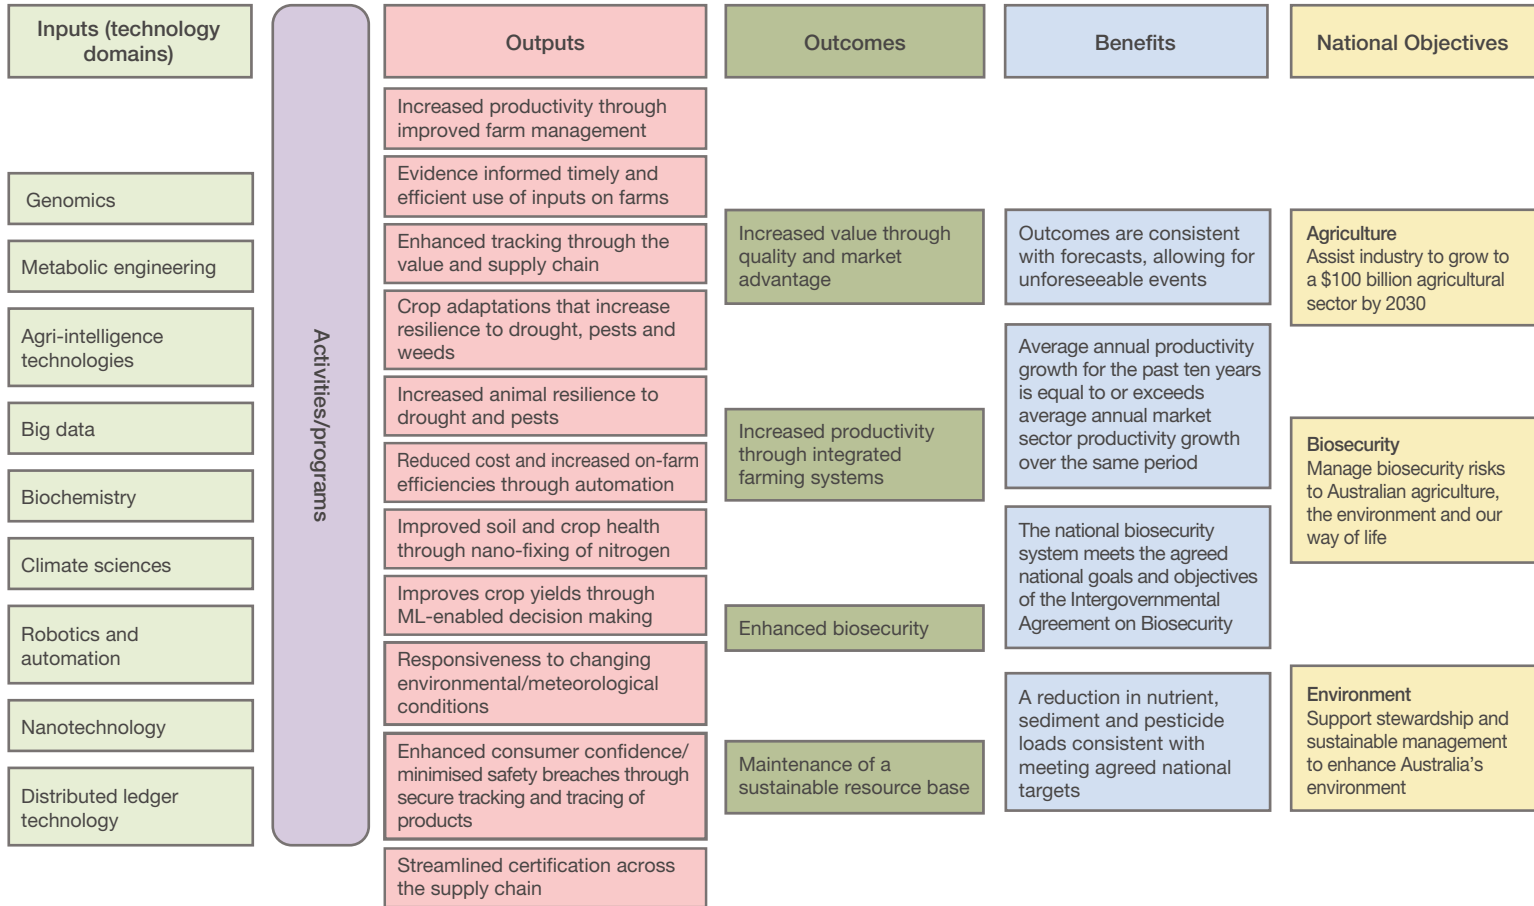 Inputs (technology
domains)
Genomics
Metabolic engineering
Agri-intelligence
technologies
Big data
Biochemistry
Climate sciences
Robotics and
automation
Nanotechnology
Distributed ledger
technology
Activities/programs
Outputs
Increased productivity through
improved farm management
Evidence informed timely and
efficient use of inputs on farms
Enhanced tracking through the
value and supply chain
Crop adaptations that increase
resilience to drought, pests and
weeds
Increased animal resilience to
drought and pests
Reduced cost and increased on-farm
efficiencies through automation
Improved soil and crop health
through nano-fixing of nitrogen
Improves crop yields through
ML-enabled decision making
Responsiveness to changing
environmental/meteorological
conditions
Enhanced consumer confidence/
minimised safety breaches through
secure tracking and tracing of
products
Streamlined certification across
the supply chain
Outcomes
Increased value through
quality and market
advantage
Increased productivity
through integrated
farming systems
Enhanced biosecurity
Maintenance of a
sustainable resource base
Benefits
Outcomes are consistent
with forecasts, allowing for
unforeseeable events
Average annual productivity
growth for the past ten years
is equal to or exceeds
average annual market
sector productivity growth
over the same period
The national biosecurity
system meets the agreed
national goals and objectives
of the Intergovernmental
Agreement on Biosecurity
A reduction in nutrient,
sediment and pesticide
loads consistent with
meeting agreed national
targets
National Objectives
Agriculture
Assist industry to grow to
a $100 billion agricultural
sector by 2030
Biosecurity
Manage biosecurity risks
to Australian agriculture,
the environment and our
way of life
Environment
Support stewardship and
sustainable management
to enhance Australia's
environment